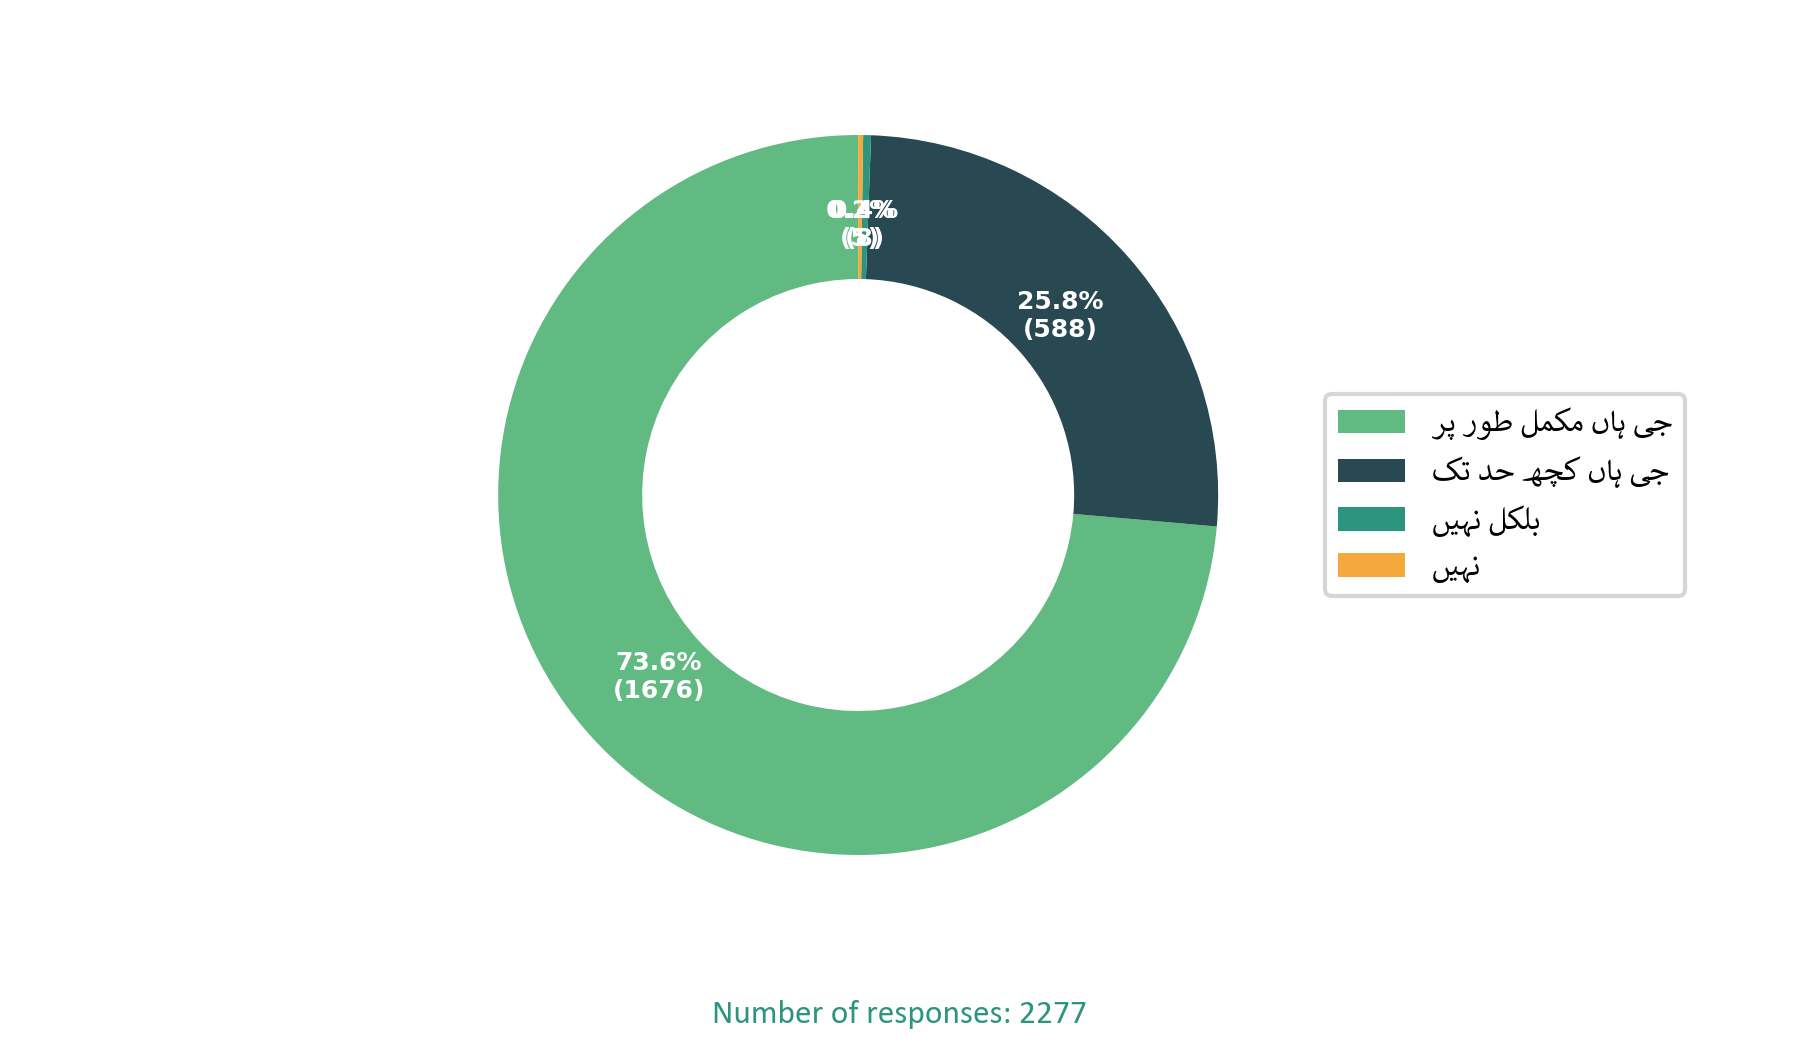 25.8%
(588)
73.6%
(1676)
جی ہاں مکمل طور پر
جی ہاں کچھ حد تک
بلکل نہیں
نہیں
Number of responses: 2277